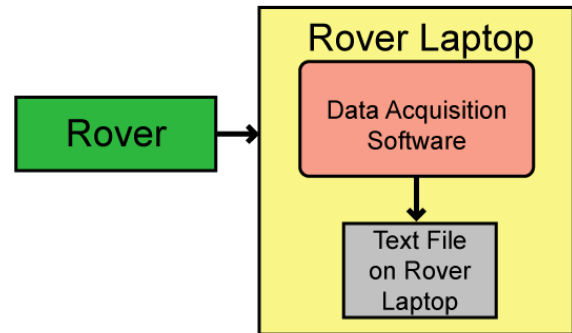 Rover Laptop
Rover
Data Acquisition
Software
Text File
on Rover
Laptop